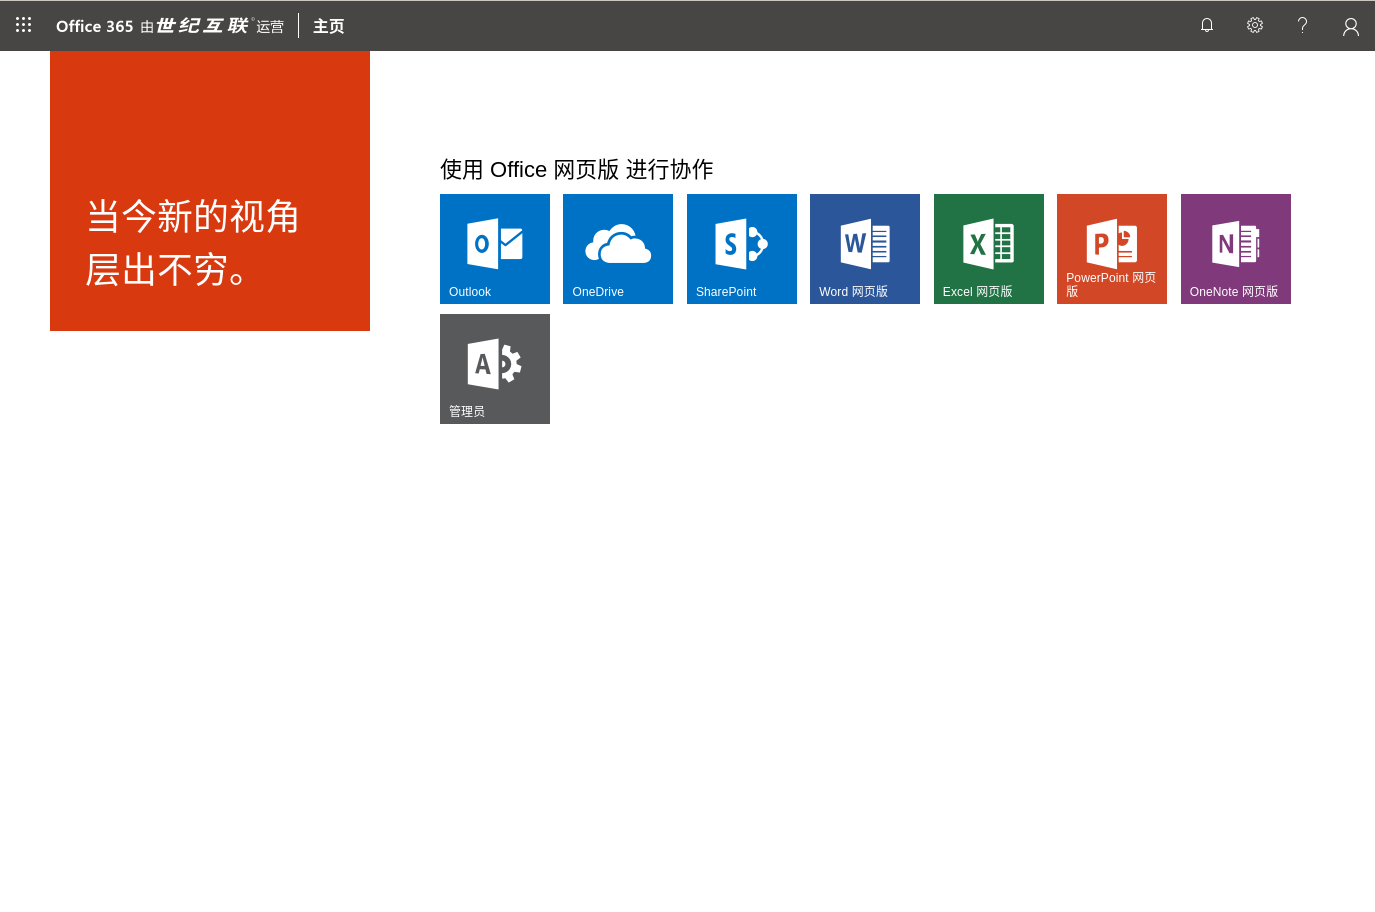 Office 365 由世纪互联®运营 主页
当今新的视角
层出不穷。
使用 Office 网页版 进行协作
Outlook
OneDrive
SharePoint
Word 网页版
Excel 网页版
PowerPoint 网页
版
OneNote 网页版
管理员